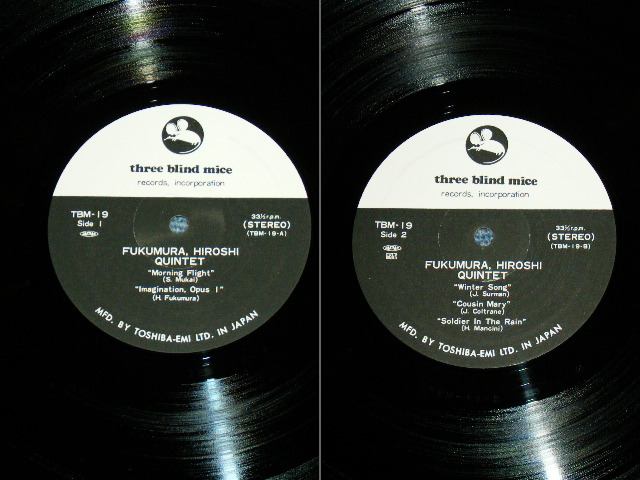 three blind mice
records, incorporation
TBM-19
Side 1
33⅓ r.p.m.
(STEREO)
(TBM-19-A)
FUKUMURA, HIROSHI
QUINTET
"Morning Flight"
(S. Mukai)
"Imagination, Opus 1"
(H. Fukumura)
MFD. BY TOSHIBA-EMI LTD. IN JAPAN
three blind mice
records, incorporation
TBM-19
Side 2
33⅓ r.p.m.
(STEREO)
(TBM-19-B)
FUKUMURA, HIROSHI
QUINTET
"Winter Song"
(J. Surman)
"Cousin Mary"
(J. Coltrane)
"Soldier In The Rain"
(H. Mancini)
MFD. BY TOSHIBA-EMI LTD. IN JAPAN